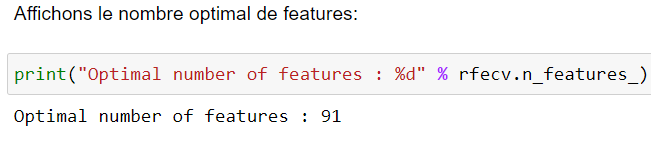 Affichons le nombre optimal de features:
print("Optimal number of features : %d" % rfecv.n_features_)
Optimal number of features : 91